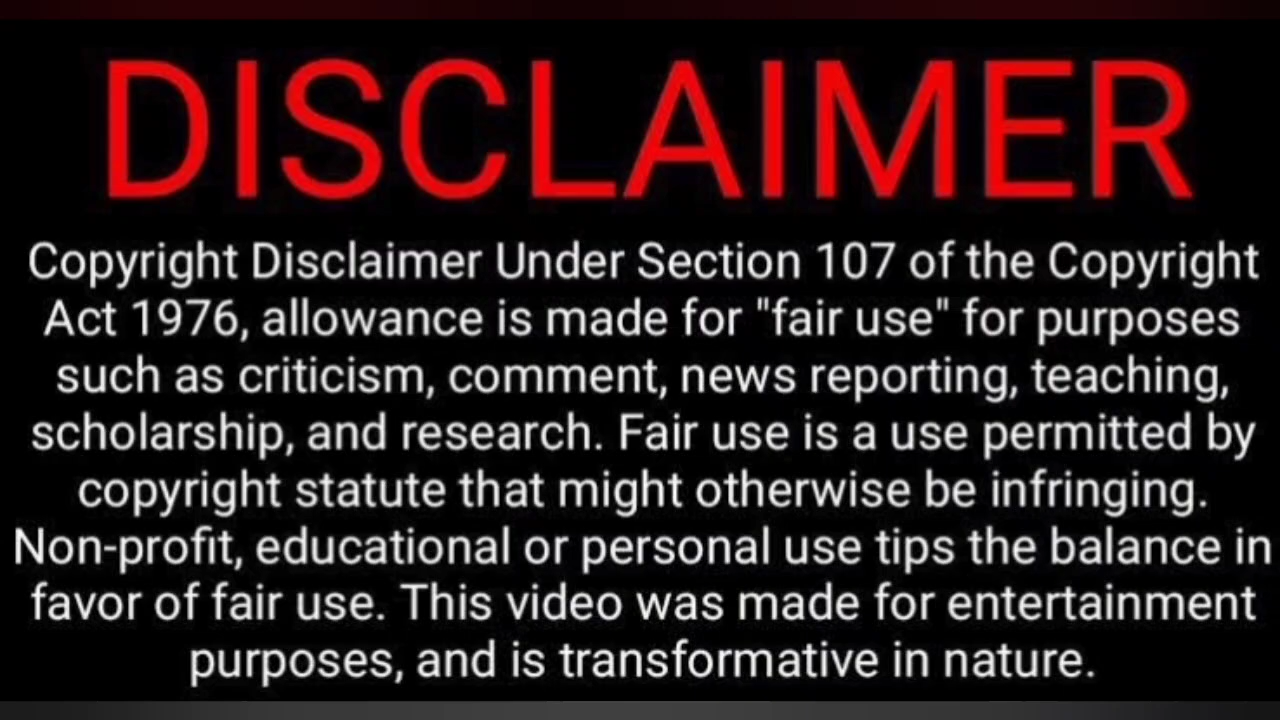 DISCLAIMER
Copyright Disclaimer Under Section 107 of the Copyright
Act 1976, allowance is made for "fair use" for purposes
such as criticism, comment, news reporting, teaching,
scholarship, and research. Fair use is a use permitted by
copyright statute that might otherwise be infringing.
Non-profit, educational or personal use tips the balance in
favor of fair use. This video was made for entertainment
purposes, and is transformative in nature.